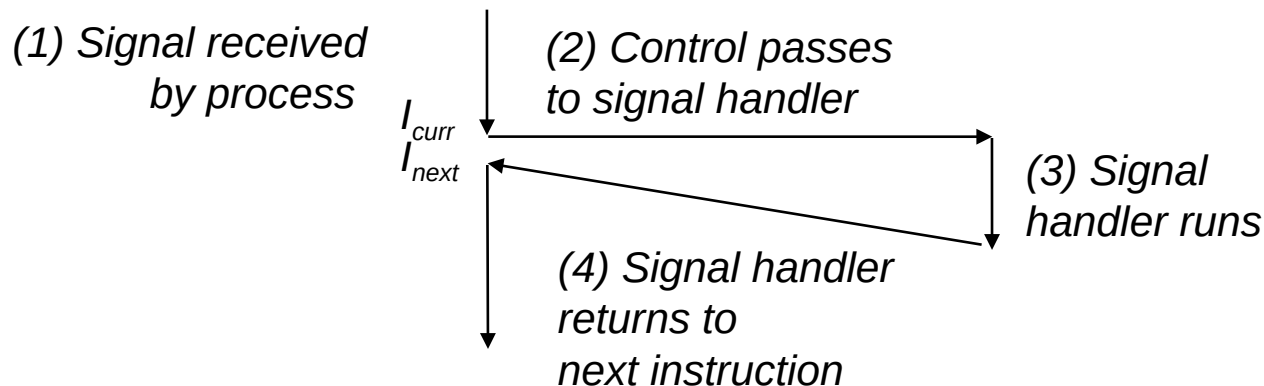 (1) Signal received
by process
(2) Control passes
to signal handler
I_curr
I_next
(3) Signal
handler runs
(4) Signal handler
returns to
next instruction